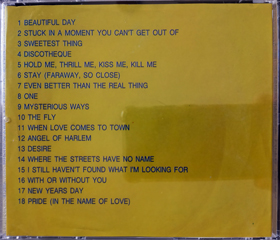 1 BEAUTIFUL DAY
2 STUCK IN A MOMENT YOU CAN'T GET OUT OF
3 SWEETEST THING
4 DISCOTHEQUE
5 HOLD ME, THRILL ME, KISS ME, KILL ME
6 STAY (FARAWAY, SO CLOSE)
7 EVEN BETTER THAN THE REAL THING
8 ONE
9 MYSTERIOUS WAYS
10 THE FLY
11 WHEN LOVE COMES TO TOWN
12 ANGEL OF HARLEM
13 DESIRE
14 WHERE THE STREETS HAVE NO NAME
15 I STILL HAVEN'T FOUND WHAT I'M LOOKING FOR
16 WITH OR WITHOUT YOU
17 NEW YEARS DAY
18 PRIDE (IN THE NAME OF LOVE)